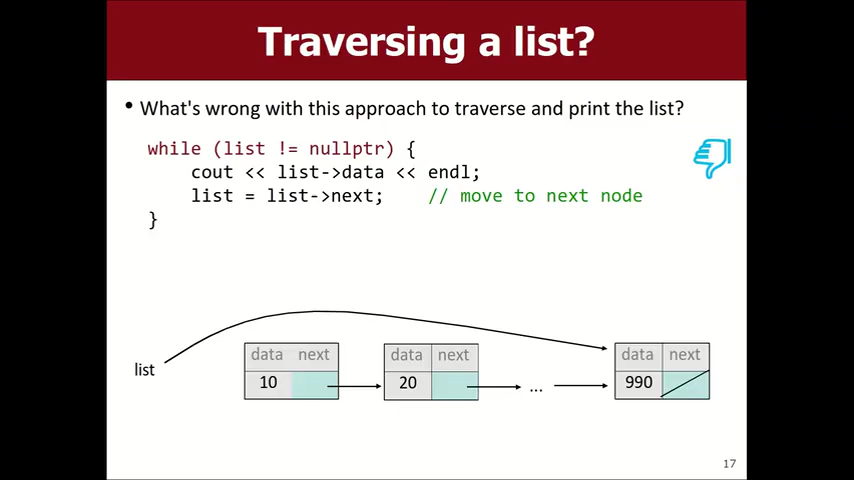 Traversing a list?
• What's wrong with this approach to traverse and print the list?
while (list != nullptr) {
    cout << list->data << endl;
    list = list->next;    // move to next node
}
list
data next data next data next
10 20 ... 990
17